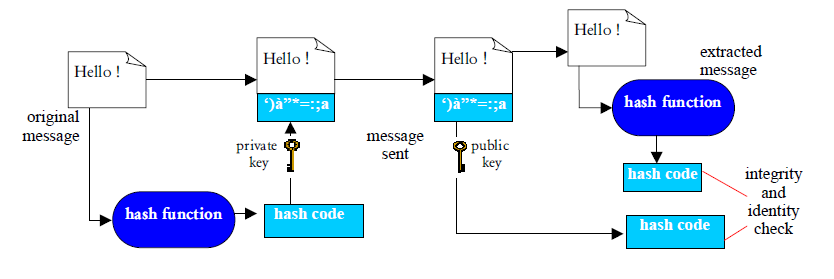 Hello !
original
message
hash function
Hello !
‘)à”*=:;a
private
key
hash code
message
sent
Hello !
‘)à”*=:;a
public
key
Hello !
extracted
message
hash function
hash code
hash code
integrity
and
identity
check